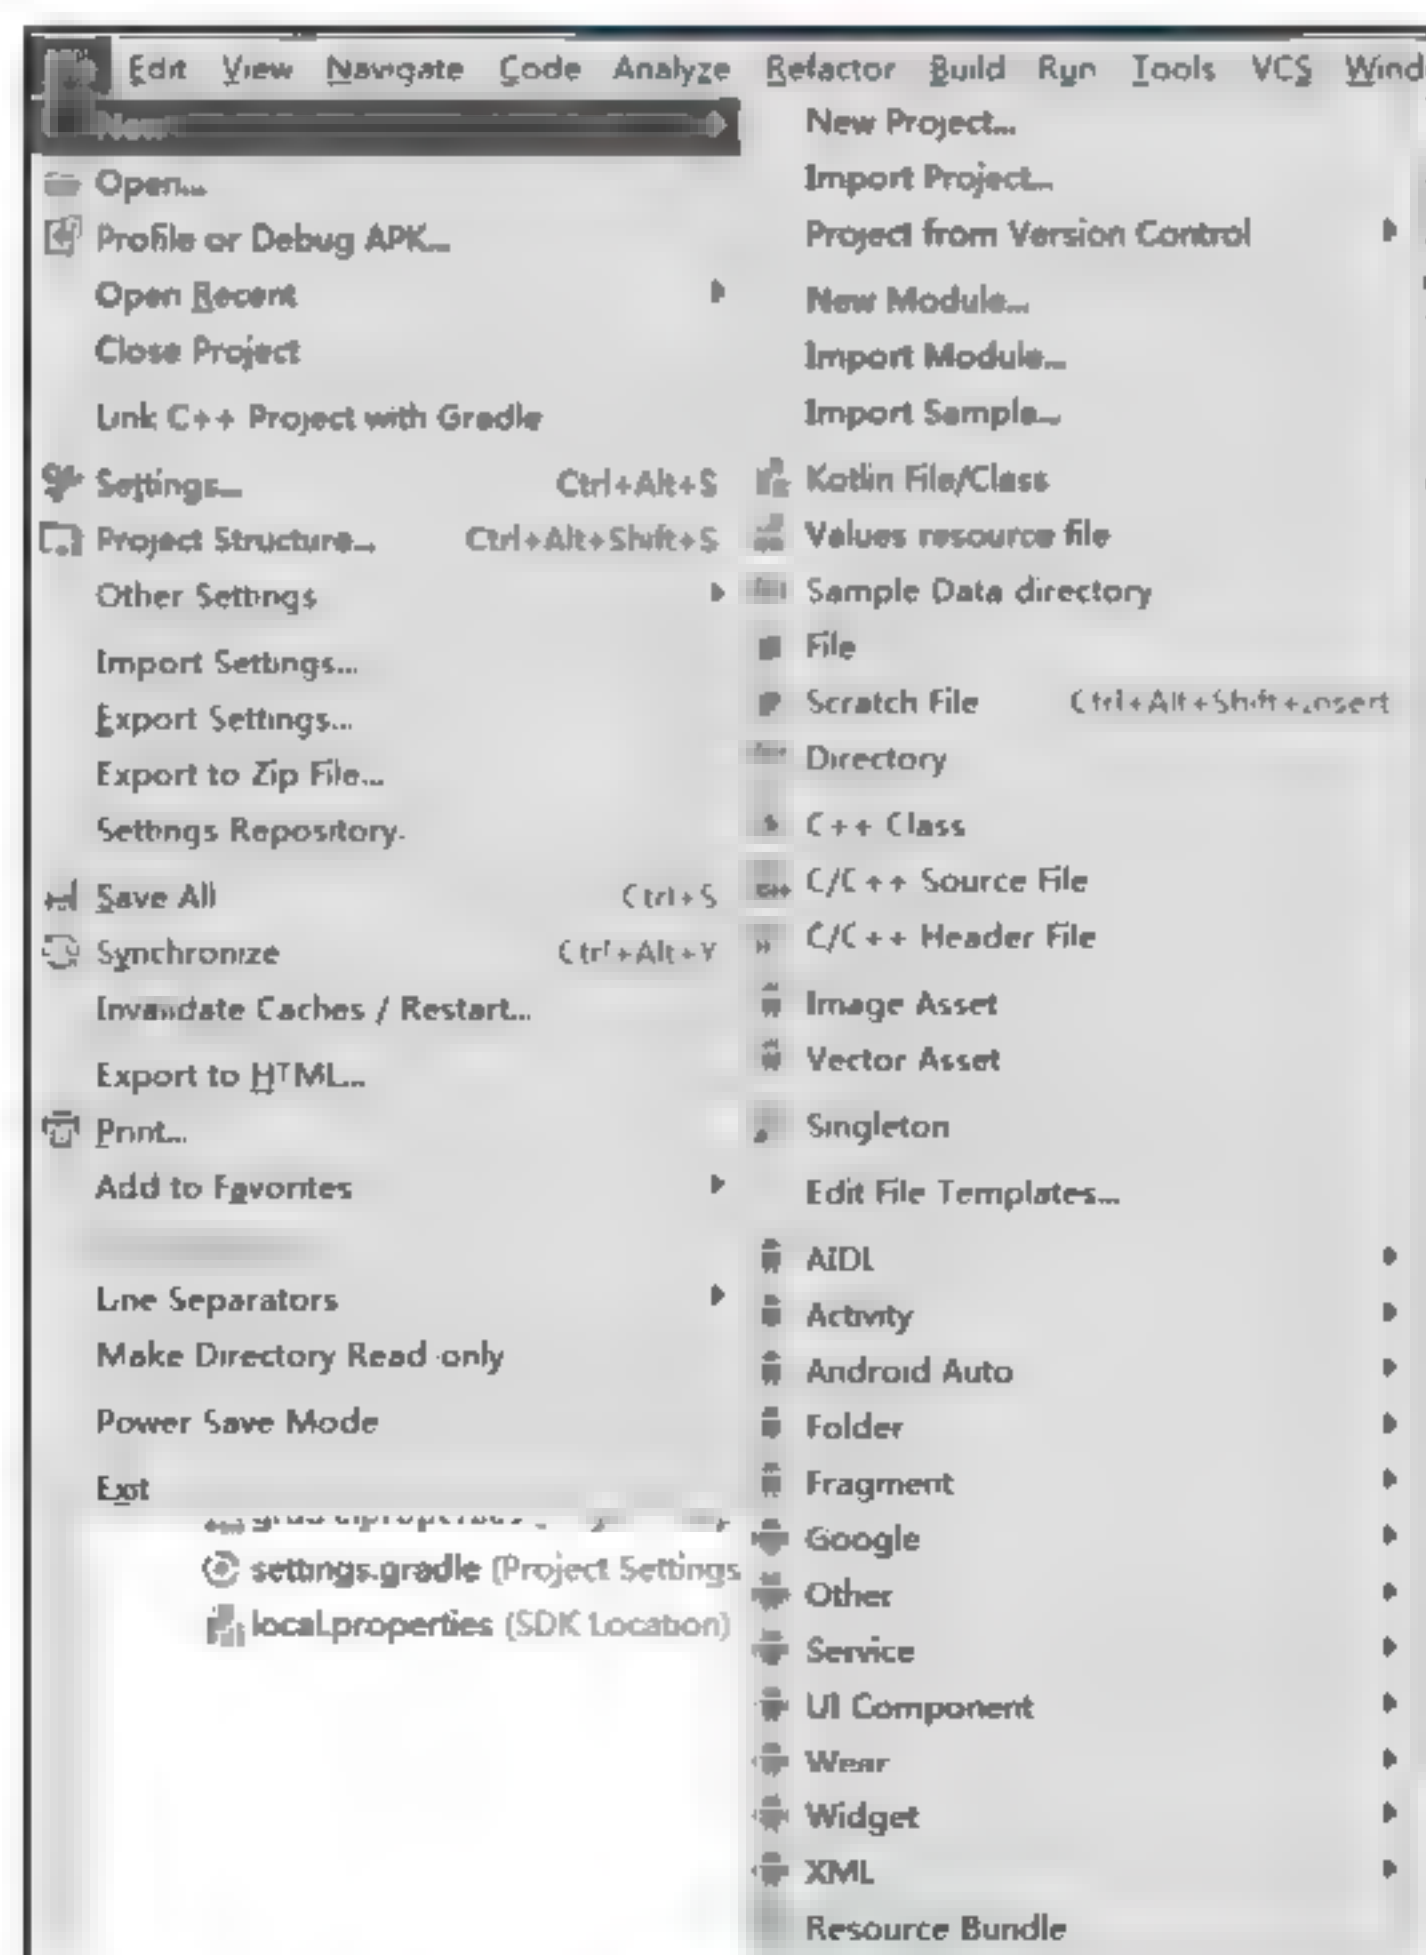 Edit View Navigate Code Analyze Refactor Build Run Tools VCS Wind
New
Open...
Profile or Debug APK...
Open Recent
Close Project
Link C++ Project with Gradle
Settings... Ctrl+Alt+S
Project Structure... Ctrl+Alt+Shift+S
Other Settings
Import Settings...
Export Settings...
Export to Zip File...
Settings Repository.
Save All Ctrl+S
Synchronize Ctrl+Alt+Y
Invalidate Caches / Restart...
Export to HTML...
Print...
Add to Favorites
Line Separators
Make Directory Read-only
Power Save Mode
Exit
settings.gradle (Project Settings
local.properties (SDK Location)
New Project...
Import Project...
Project from Version Control
New Module...
Import Module...
Import Sample...
Kotlin File/Class
Values resource file
Sample Data directory
File
Scratch File Ctrl+Alt+Shift+Insert
Directory
C++ Class
C/C++ Source File
C/C++ Header File
Image Asset
Vector Asset
Singleton
Edit File Templates...
AIDL
Activity
Android Auto
Folder
Fragment
Google
Other
Service
UI Component
Wear
Widget
XML
Resource Bundle